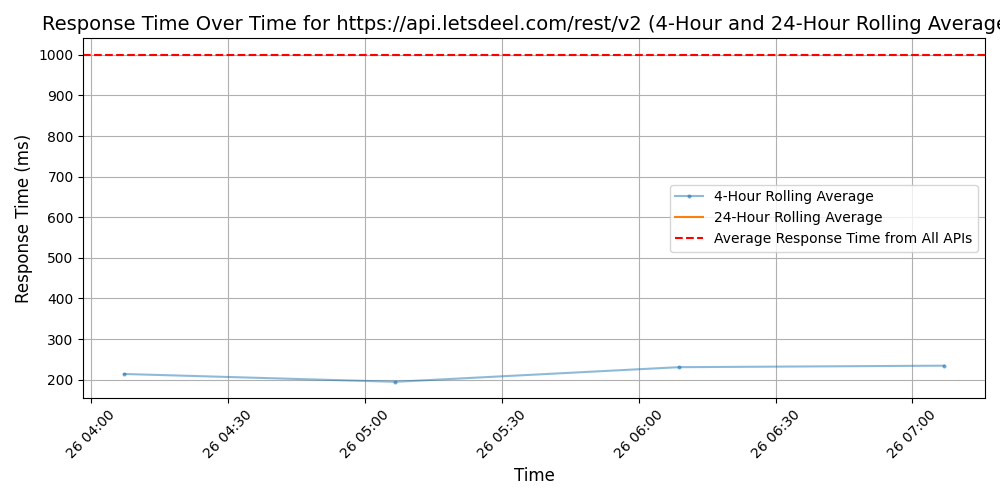 Response Time Over Time for https://api.letsdeel.com/rest/v2 (4-Hour and 24-Hour Rolling Average
1000
900
800
700
600
500
400
300
200
Response Time (ms)
4-Hour Rolling Average
24-Hour Rolling Average
Average Response Time from All APIs
26 04:00
26 04:30
26 05:00
26 05:30
26 06:00
26 06:30
26 07:00
Time